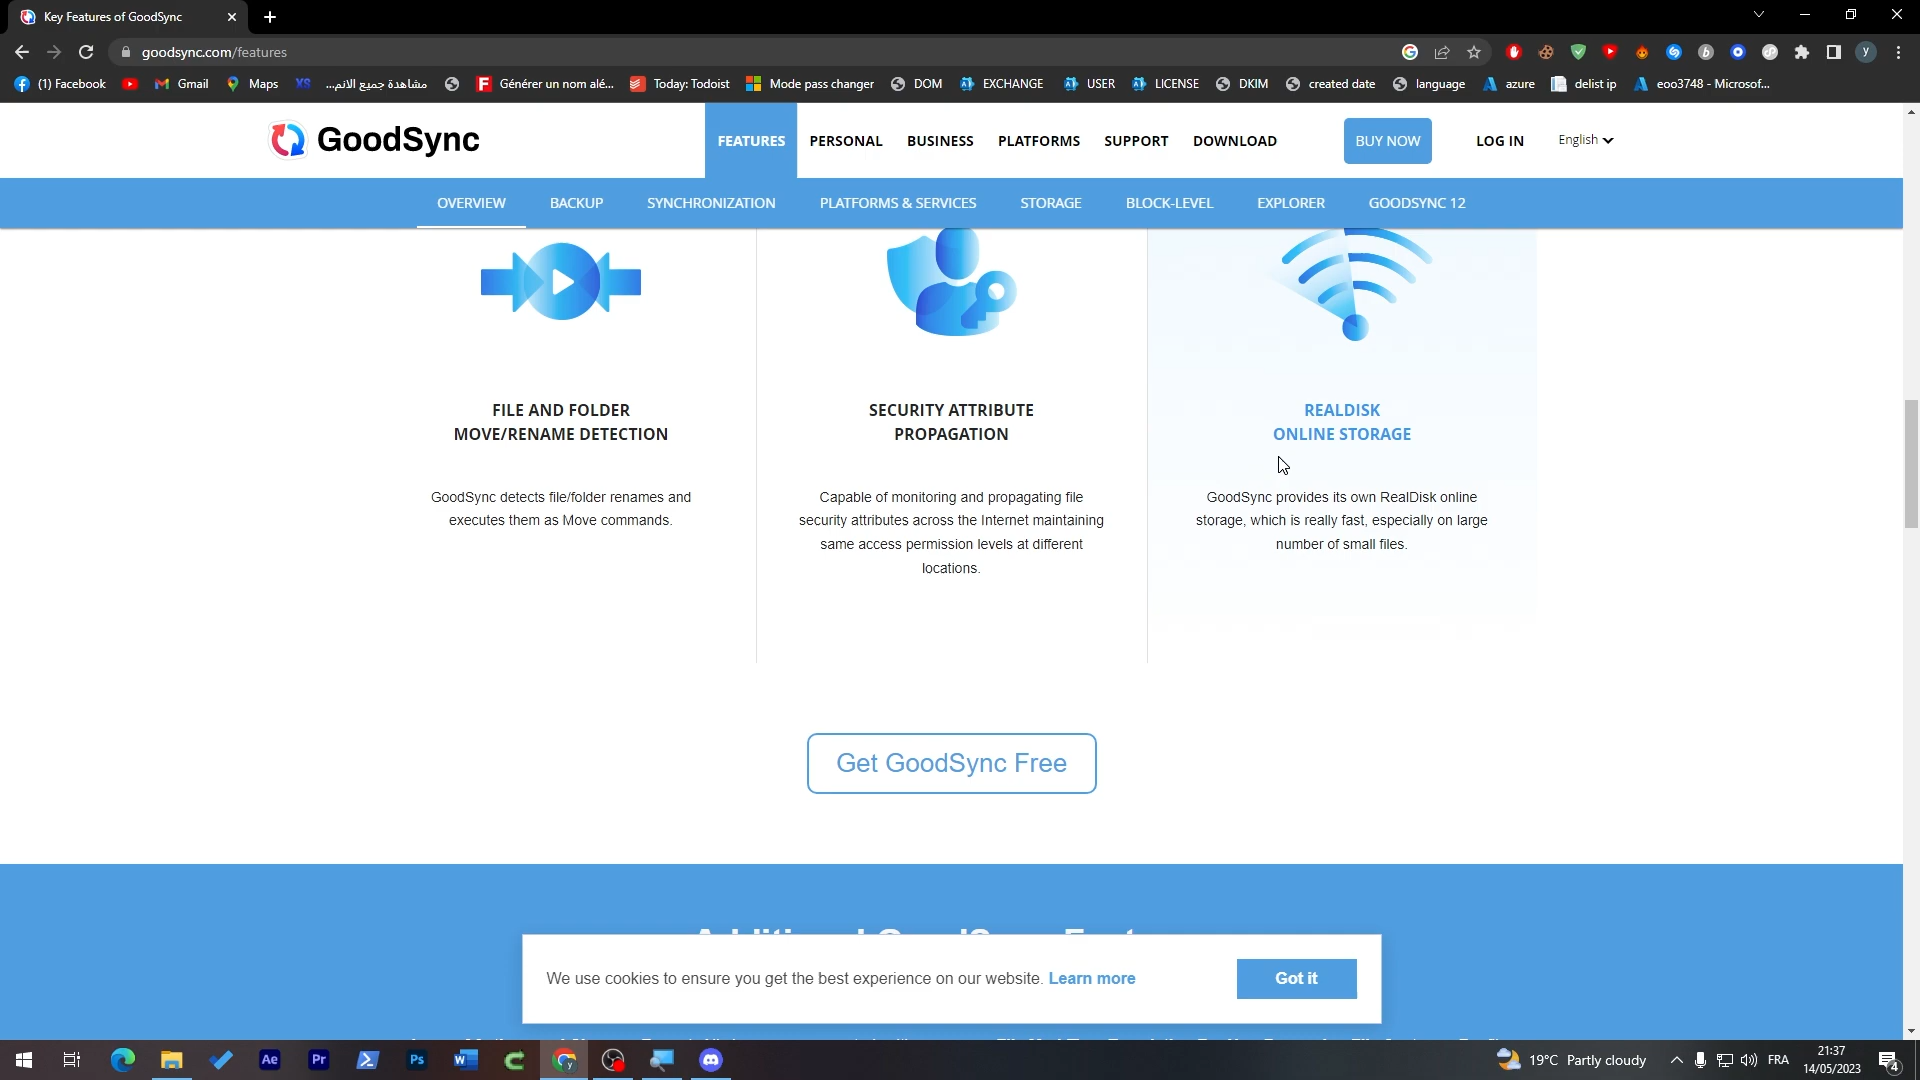 Key Features of GoodSync
goodsync.com/features
(1) Facebook
Gmail
Maps
مشاهدة جميع الانم...
Générer un nom alé...
Today: Todoist
Mode pass changer
DOM
EXCHANGE
USER
LICENSE
DKIM
created date
language
azure
delist ip
eoo3748 - Microsof...
GoodSync
FEATURES
PERSONAL
BUSINESS
PLATFORMS
SUPPORT
DOWNLOAD
BUY NOW
LOG IN
English
OVERVIEW
BACKUP
SYNCHRONIZATION
PLATFORMS & SERVICES
STORAGE
BLOCK-LEVEL
EXPLORER
GOODSYNC 12
FILE AND FOLDER
MOVE/RENAME DETECTION
GoodSync detects file/folder renames and
executes them as Move commands.
SECURITY ATTRIBUTE
PROPAGATION
Capable of monitoring and propagating file
security attributes across the Internet maintaining
same access permission levels at different
locations.
REALDISK
ONLINE STORAGE
GoodSync provides its own RealDisk online
storage, which is really fast, especially on large
number of small files.
Get GoodSync Free
We use cookies to ensure you get the best experience on our website. Learn more
Got it
19°C Partly cloudy
FRA
21:37
14/05/2023
4